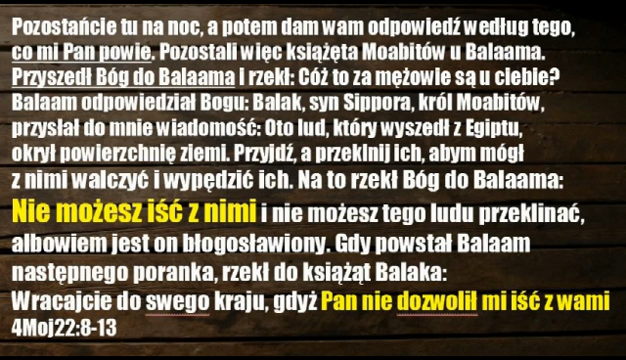 Pozostańcie tu na noc, a potem dam wam odpowiedź według tego,
co mi Pan powie. Pozostali więc książęta Moabitów u Balaama.
Przyszedł Bóg do Balaama i rzekł: Cóż to za mężowie są u ciebie?
Balaam odpowiedział Bogu: Balak, syn Sippora, król Moabitów,
przysłał do mnie wiadomość: Oto lud, który wyszedł z Egiptu,
okrył powierzchnię ziemi. Przyjdź, a przeklnij ich, abym mógł
z nimi walczyć i wypędzić ich. Na to rzekł Bóg do Balaama:
Nie możesz iść z nimi i nie możesz tego ludu przeklinać,
albowiem jest on błogosławiony. Gdy powstał Balaam
następnego poranka, rzekł do książąt Balaka:
Wracajcie do swego kraju, gdyż Pan nie dozwolił mi iść z wami
4Moj22:8-13